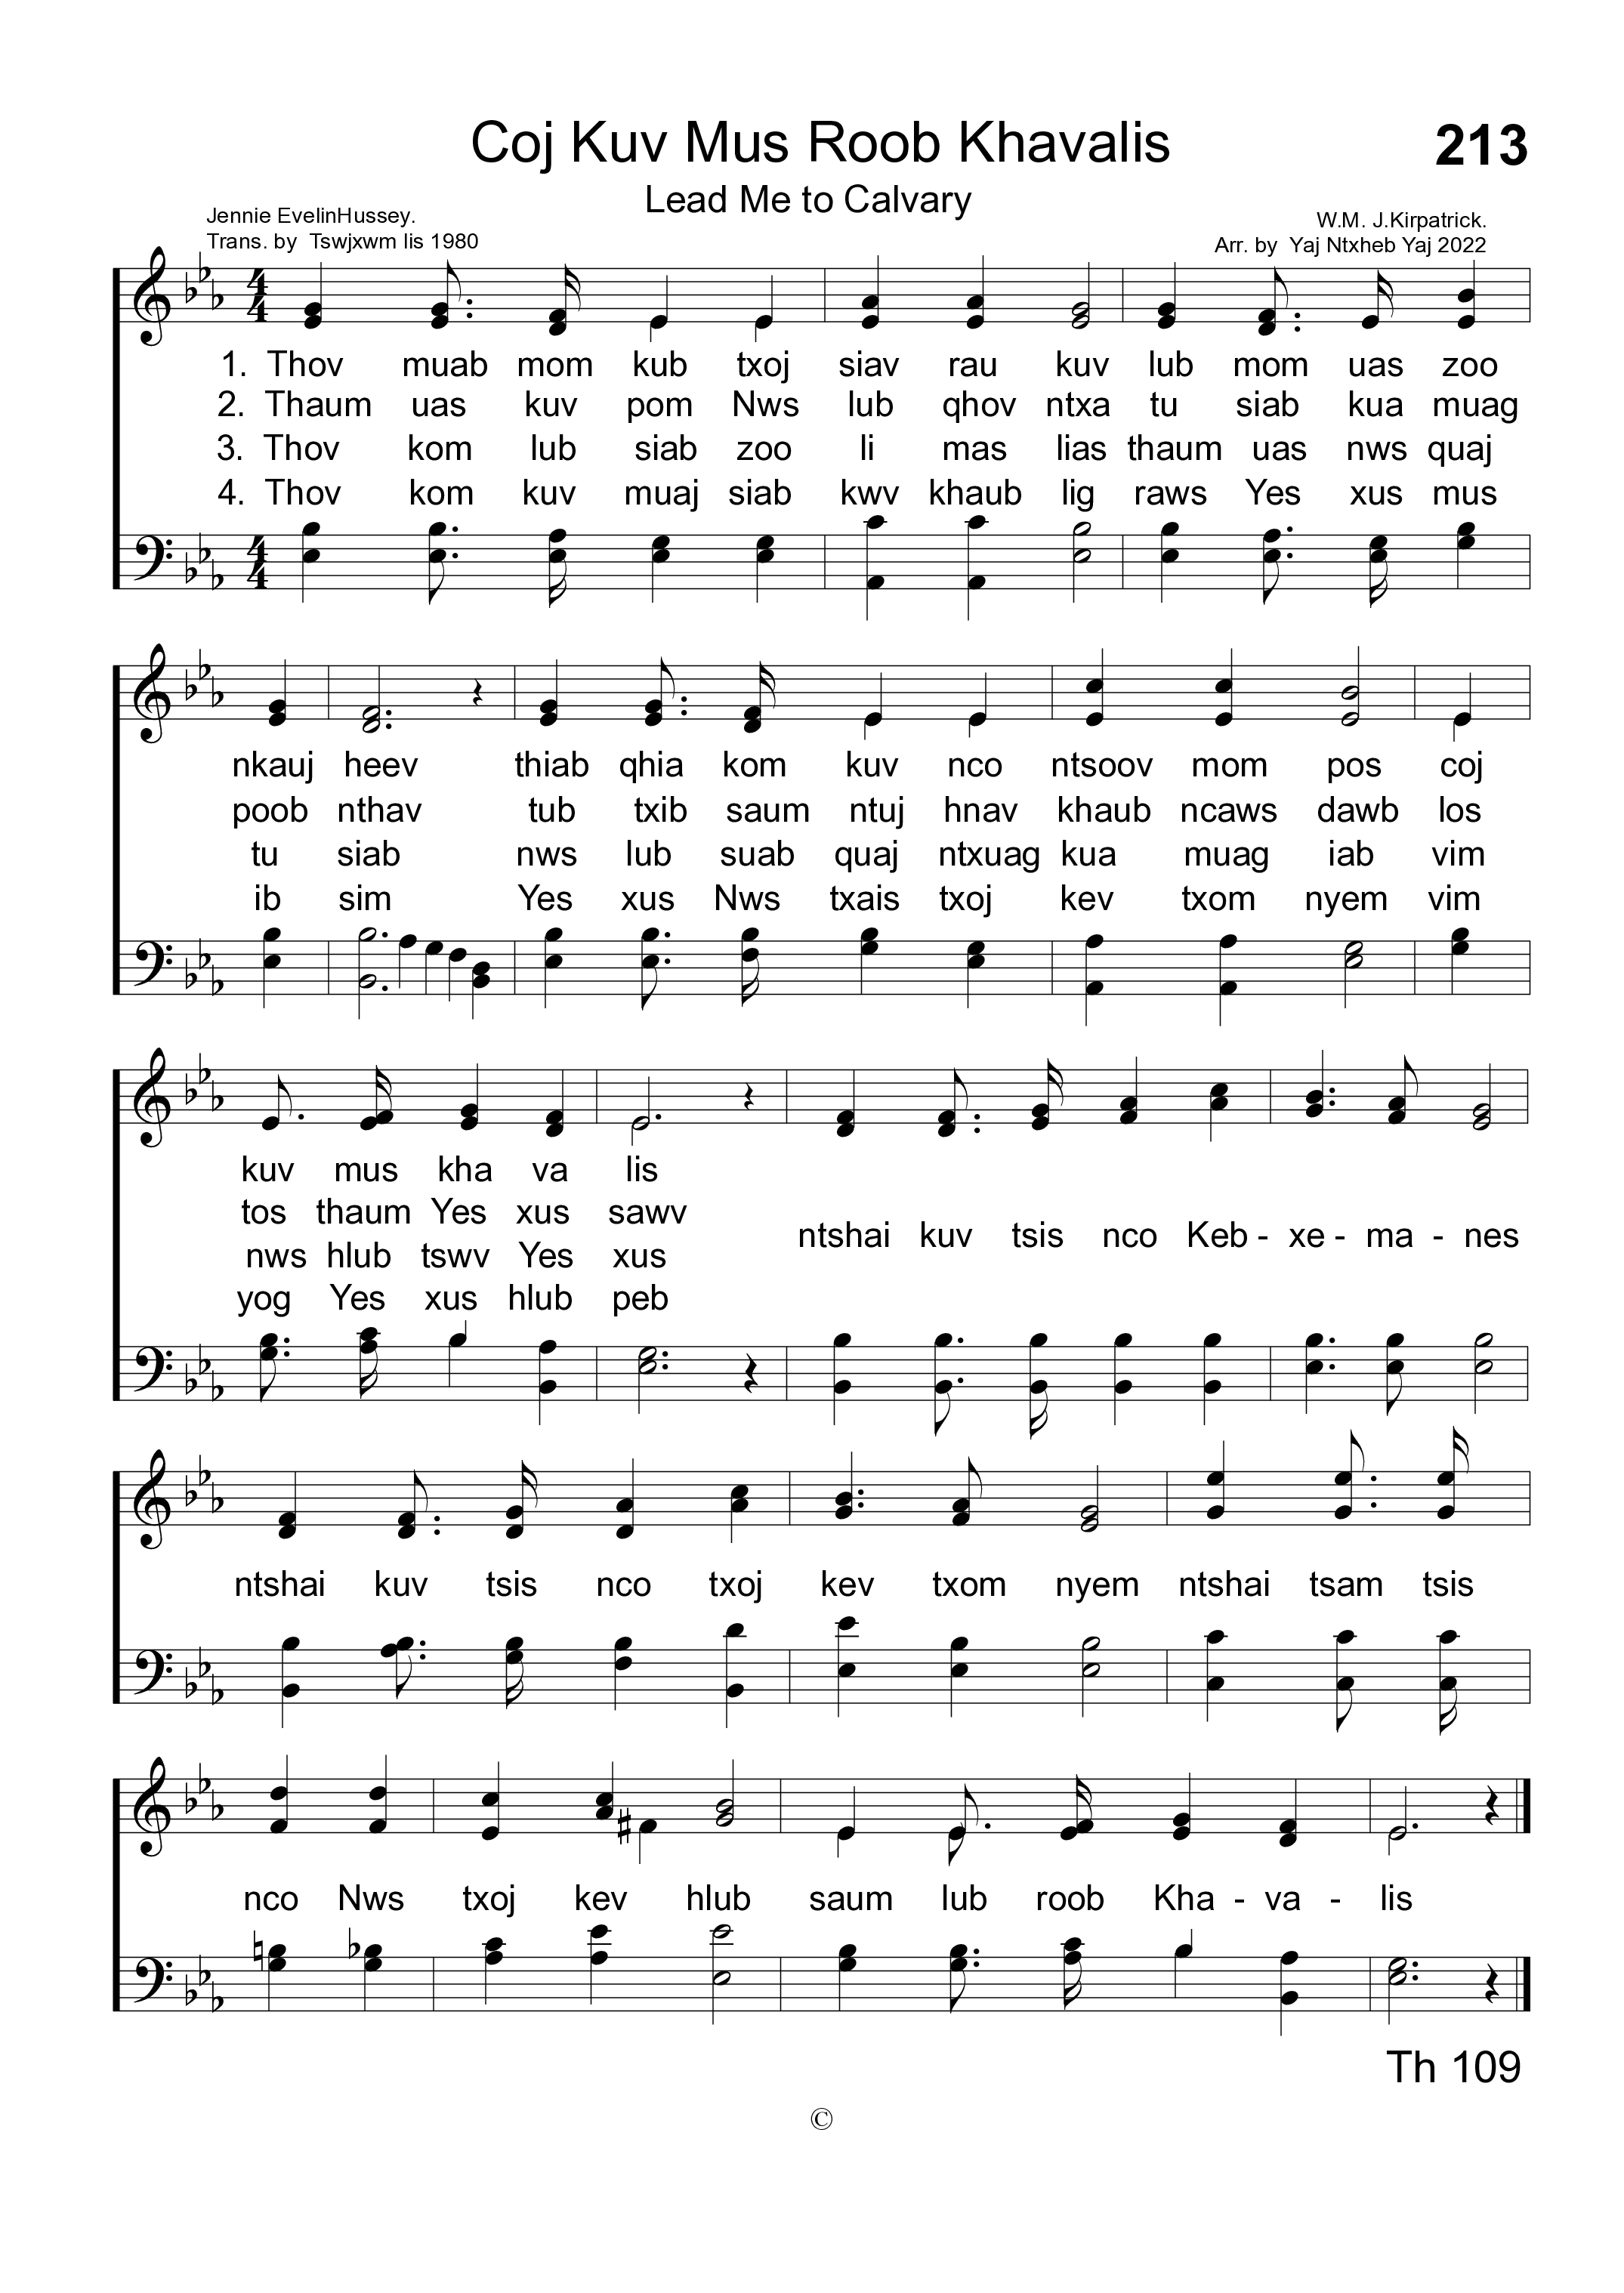 Coj Kuv Mus Roob Khavalis
213
Lead Me to Calvary
Jennie EvelinHussey.
Trans. by Tswjxwm lis 1980
W.M. J.Kirpatrick.
Arr. by Yaj Ntxheb Yaj 2022
1. Thov muab mom kub txoj siav rau kuv lub mom uas zoo
2. Thaum uas kuv pom Nws lub qhov ntxa tu siab kua muag
3. Thov kom lub siab zoo li mas lias thaum uas nws quaj
4. Thov kom kuv muaj siab kwv khaub lig raws Yes xus mus
nkauj heev thiab qhia kom kuv nco ntsoov mom pos coj
poob nthav tub txib saum ntuj hnav khaub ncaws dawb los
tu siab nws lub suab quaj ntxuag kua muag iab vim
ib sim Yes xus Nws txais txoj kev txom nyem vim
kuv mus kha va lis
tos thaum Yes xus sawv
nws hlub tswv Yes xus
yog Yes xus hlub peb
ntshai kuv tsis nco Keb - xe - ma - nes
ntshai kuv tsis nco txoj kev txom nyem ntshai tsam tsis
nco Nws txoj kev hlub saum lub roob Kha - va - lis
Th 109
©